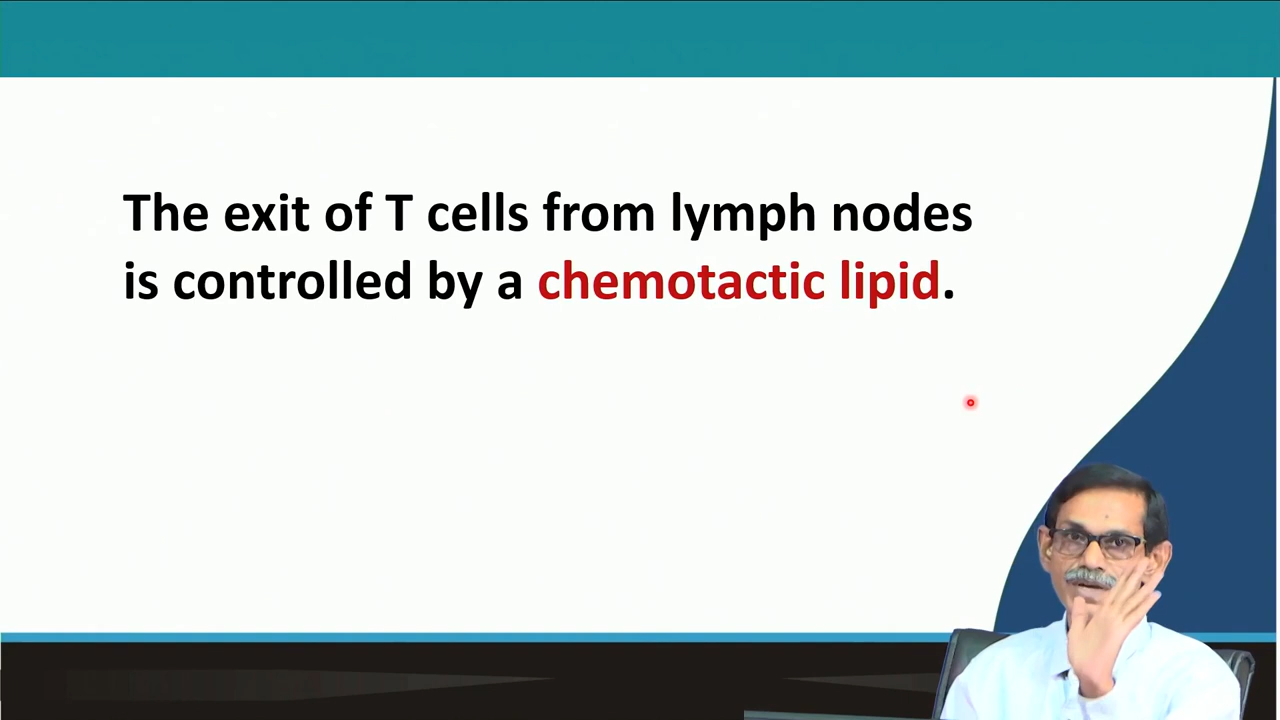 The exit of T cells from lymph nodes
is controlled by a chemotactic lipid.